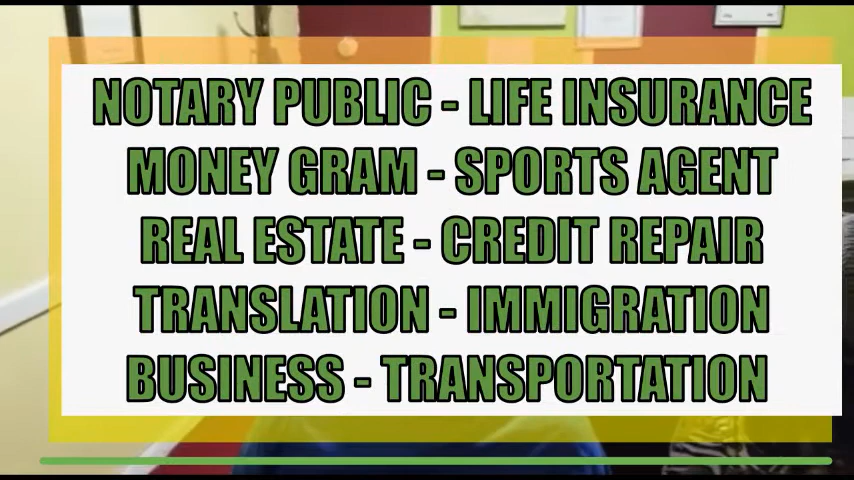 NOTARY PUBLIC - LIFE INSURANCE
MONEY GRAM - SPORTS AGENT
REAL ESTATE - CREDIT REPAIR
TRANSLATION - IMMIGRATION
BUSINESS - TRANSPORTATION